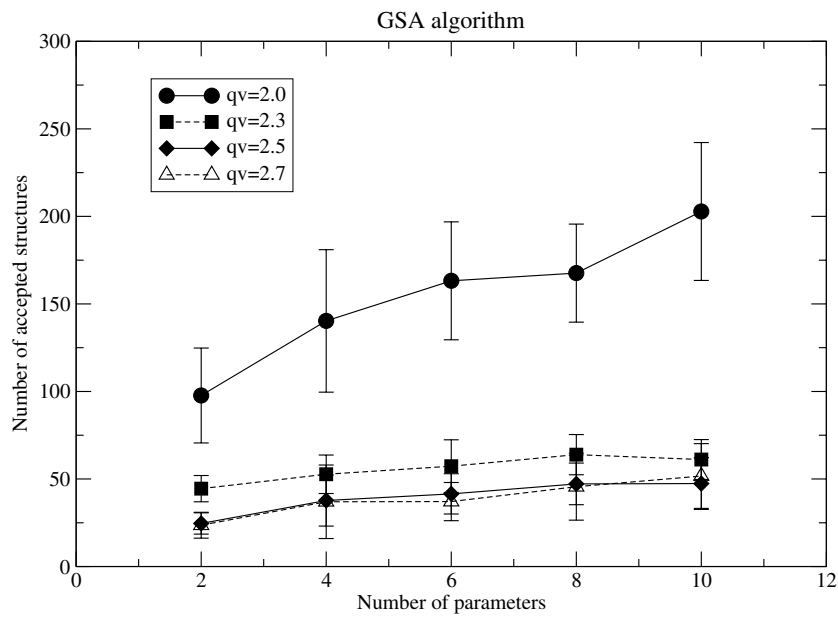 GSA algorithm
300
250
200
150
100
50
0
Number of accepted structures
qv=2.0
qv=2.3
qv=2.5
qv=2.7
0 2 4 6 8 10 12
Number of parameters